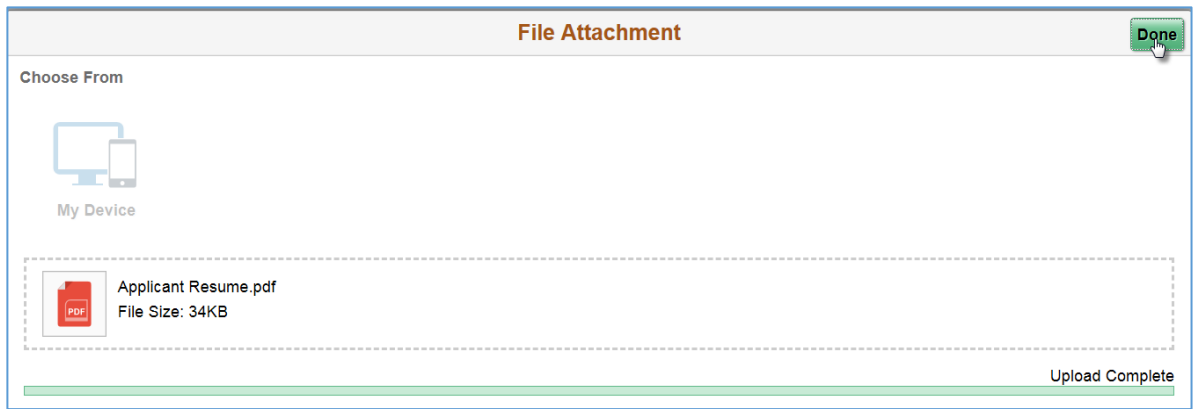 File Attachment
Done
Choose From
My Device
PDF
Applicant Resume.pdf
File Size: 34KB
Upload Complete